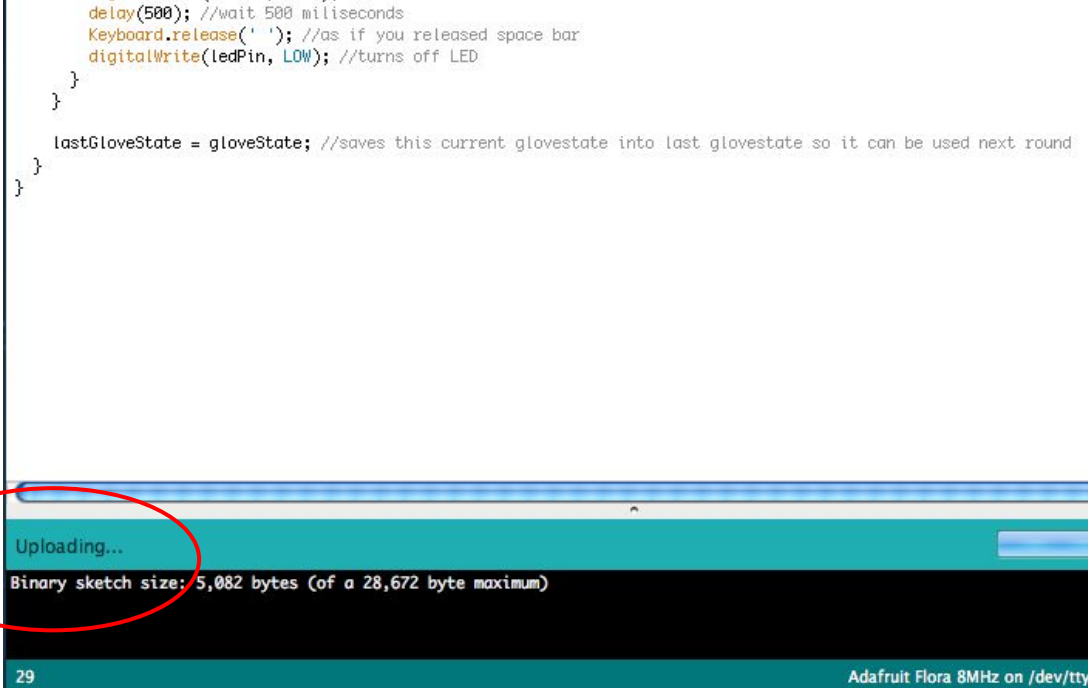 delay(500); //wait 500 miliseconds
Keyboard.release(' '); //as if you released space bar
digitalWrite(ledPin, LOW); //turns off LED
}
}
lastGloveState = gloveState; //saves this current glovestate into last glovestate so it can be used next round
}
}
Uploading...
Binary sketch size: 5,082 bytes (of a 28,672 byte maximum)
29 Adafruit Flora 8MHz on /dev/tty